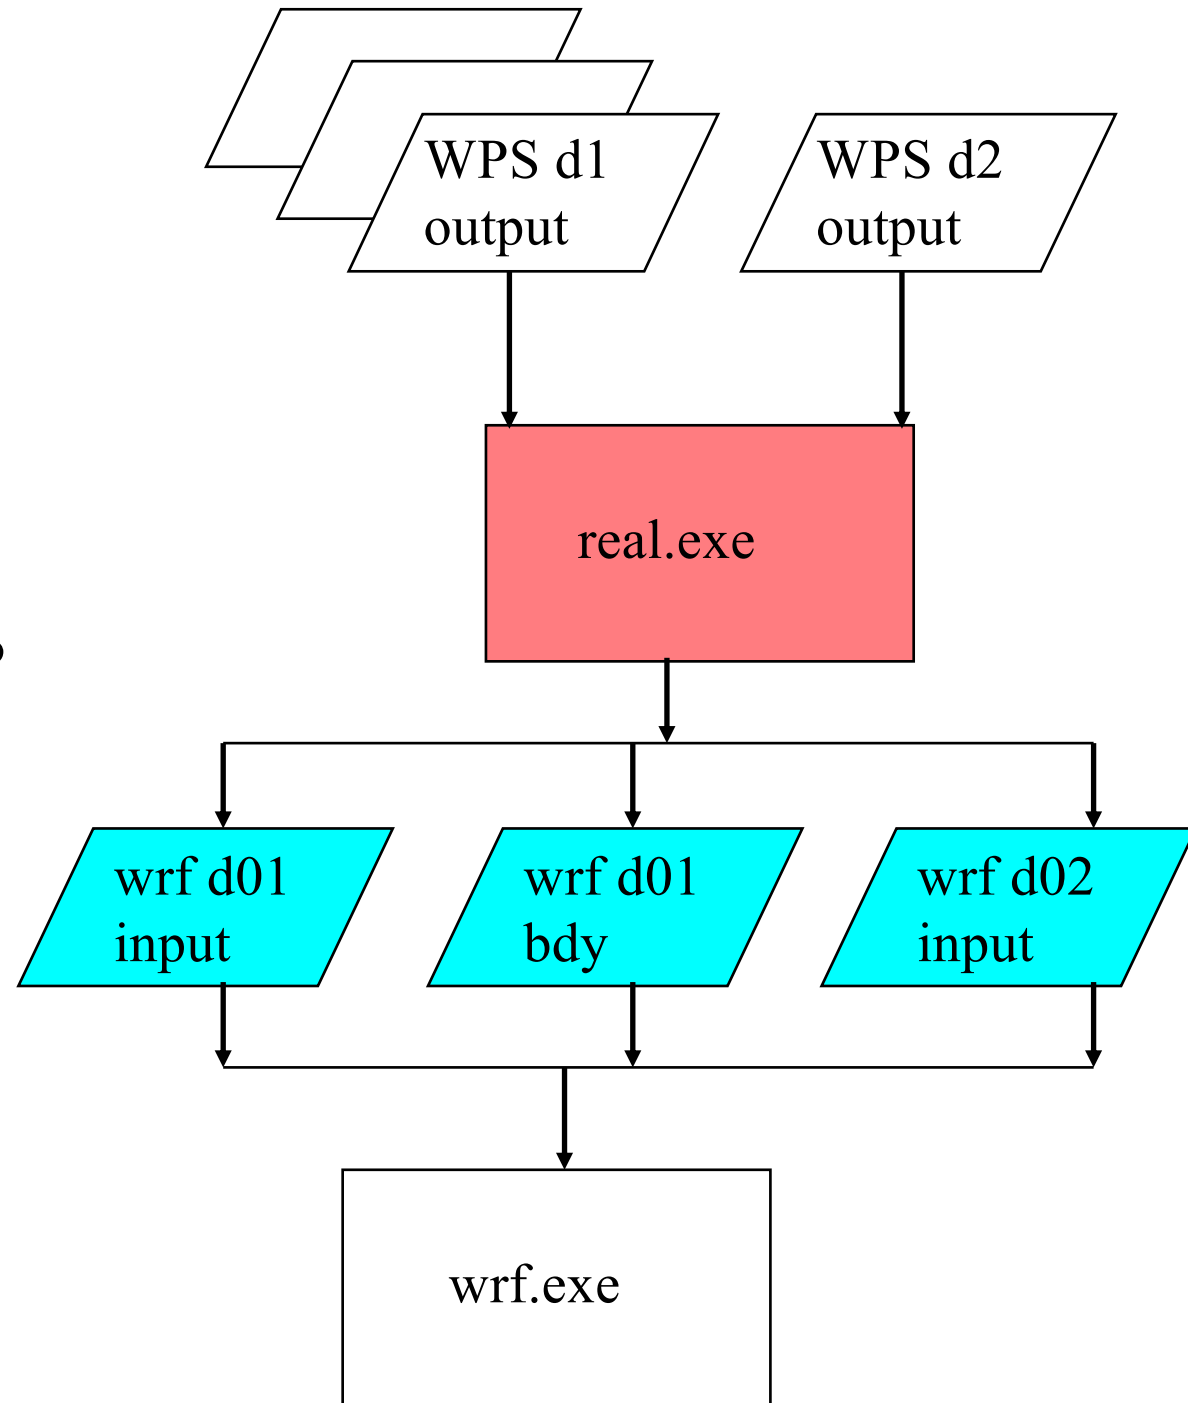 WPS d1
output
WPS d2
output
real.exe
wrf d01
input
wrf d01
bdy
wrf d02
input
wrf.exe